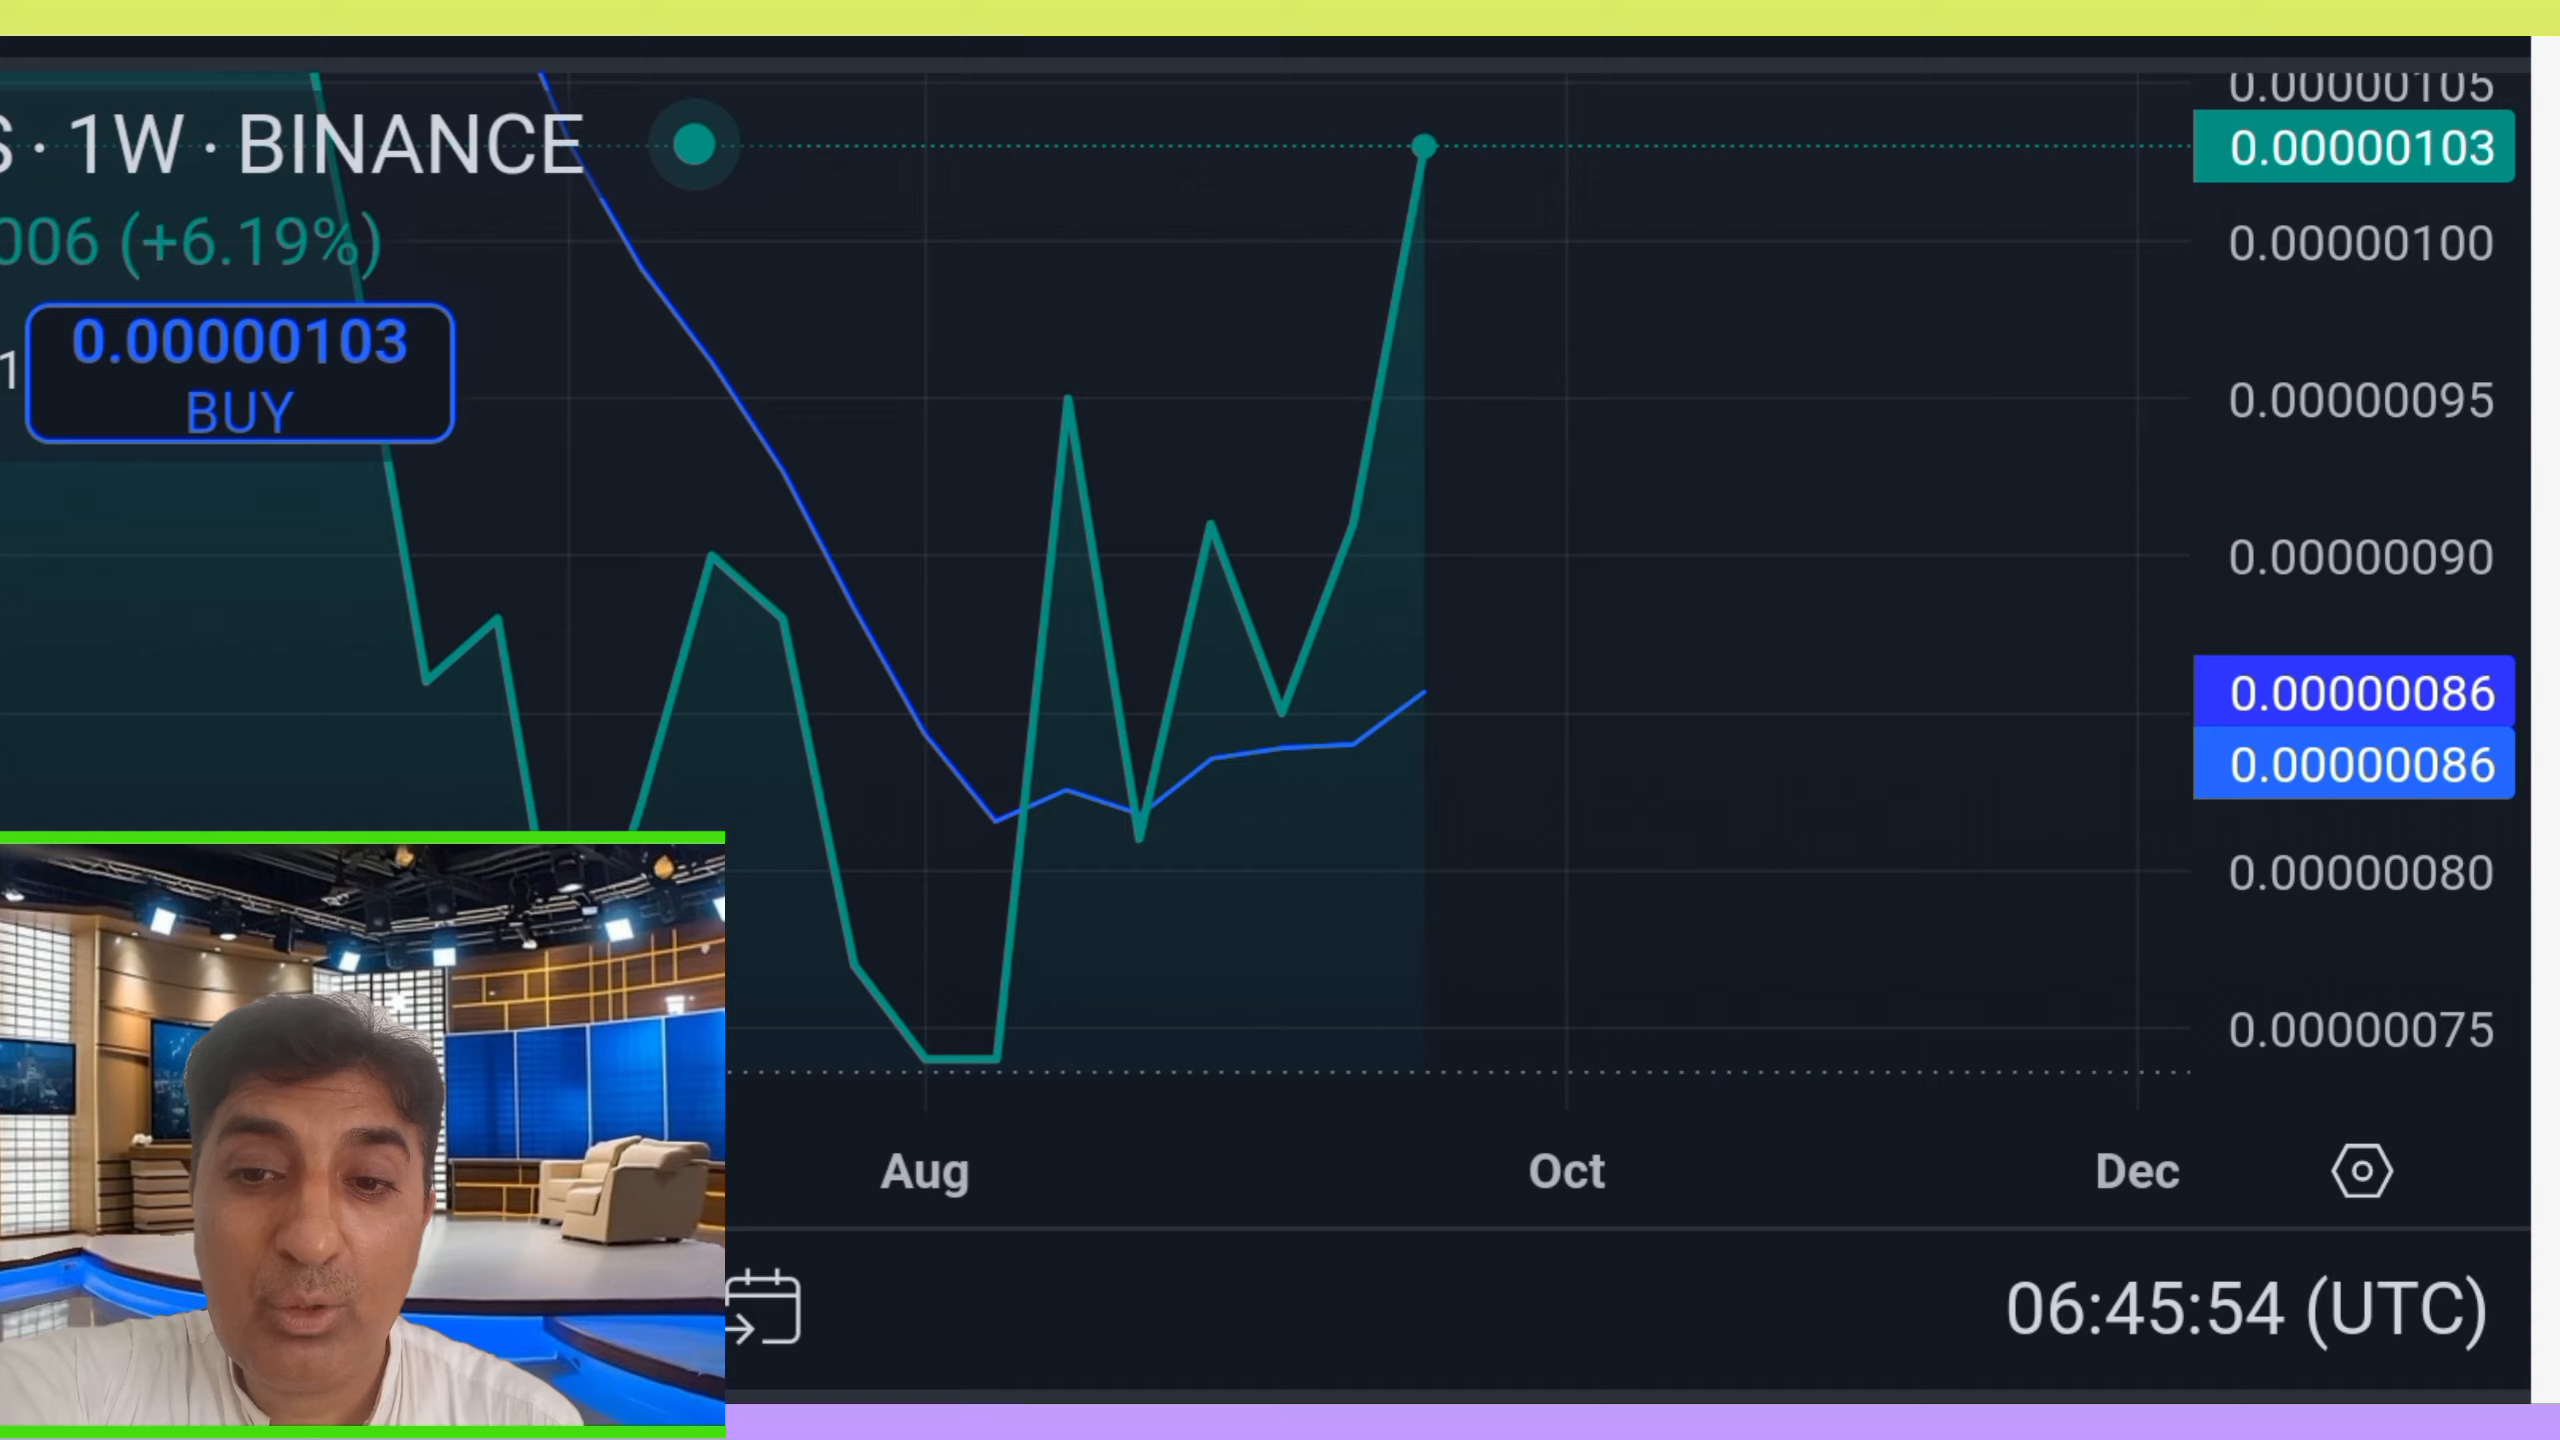 S · 1W · BINANCE
006 (+6.19%)
1
0.00000103
BUY
0.00000105
0.00000103
0.00000100
0.00000095
0.00000090
0.00000086
0.00000086
0.00000080
0.00000075
Aug
Oct
Dec
06:45:54 (UTC)